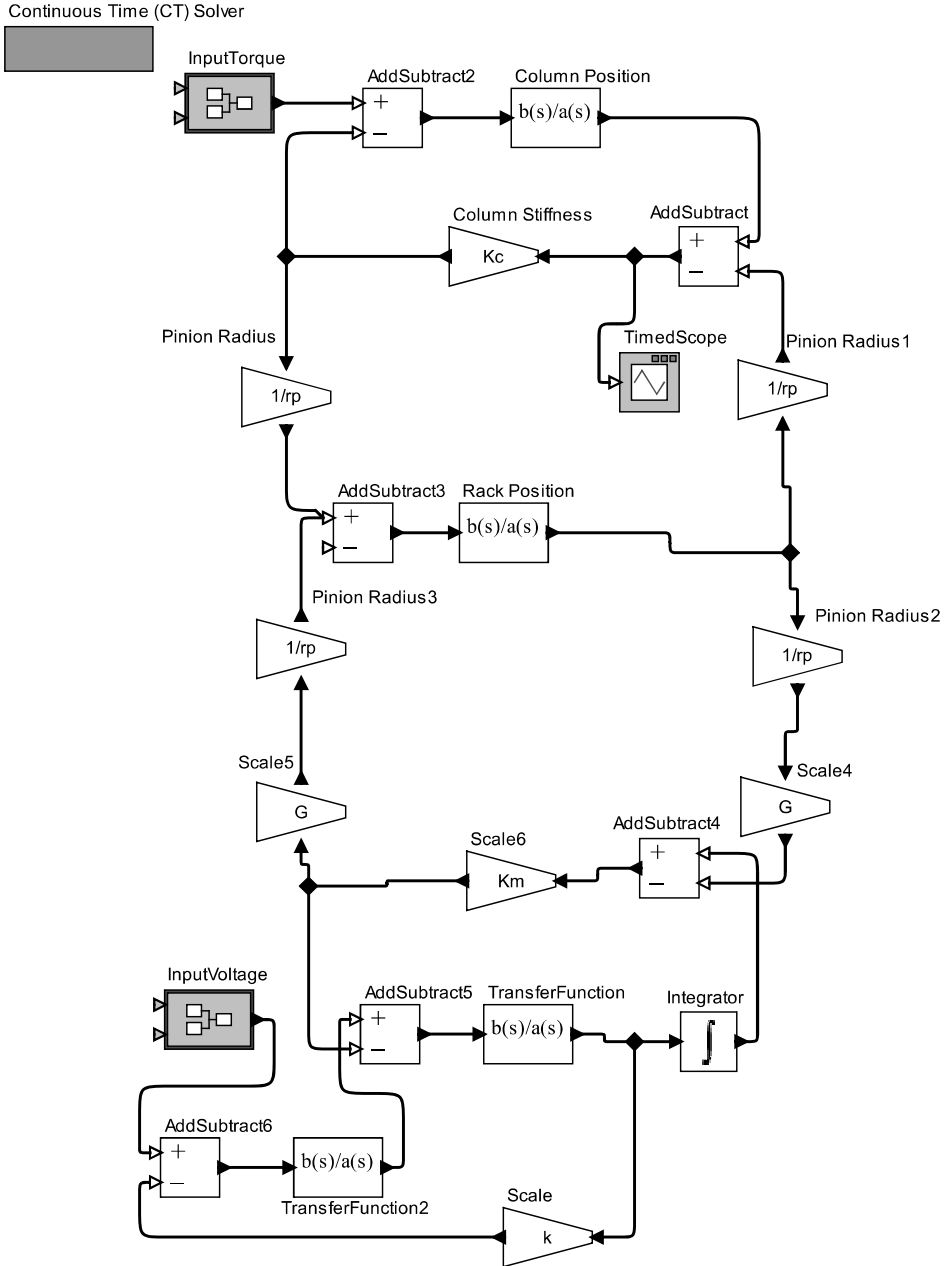 Continuous Time (CT) Solver
InputTorque
AddSubtract2
Column Position
+
−
b(s)/a(s)
Column Stiffness
AddSubtract
Kc
+
−
Pinion Radius
TimedScope
Pinion Radius1
1/rp
1/rp
AddSubtract3
Rack Position
+
−
b(s)/a(s)
Pinion Radius3
Pinion Radius2
1/rp
1/rp
Scale5
Scale4
G
G
Scale6
AddSubtract4
Km
+
−
InputVoltage
AddSubtract5
TransferFunction
Integrator
+
−
b(s)/a(s)
∫
AddSubtract6
+
−
b(s)/a(s)
TransferFunction2
Scale
k